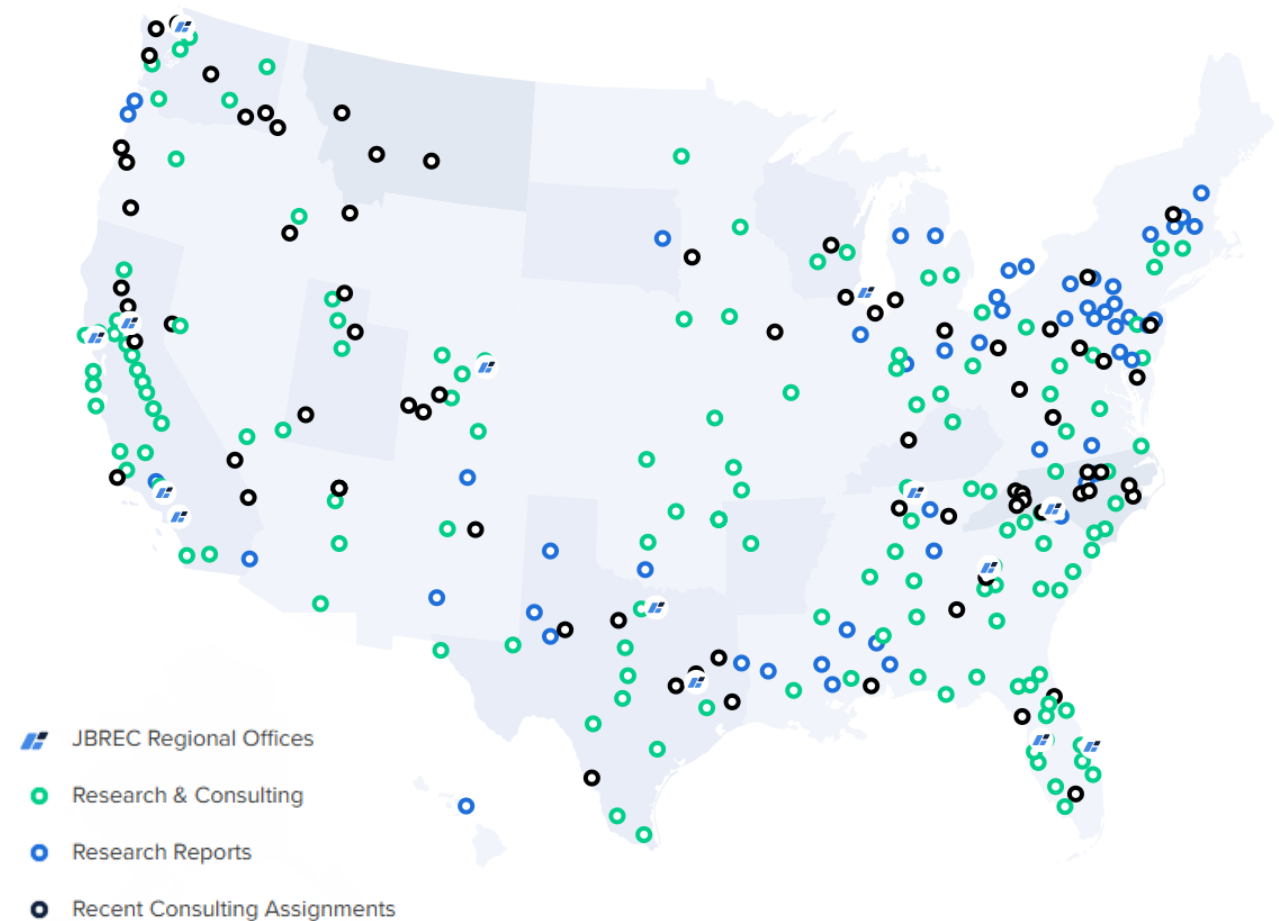 JBREC Regional Offices
Research & Consulting
Research Reports
Recent Consulting Assignments